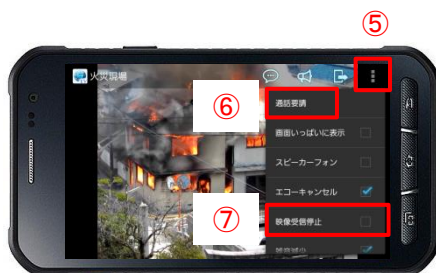 ⑤
火災現場
⑥
通話要請
画面いっぱいに表示
スピーカーフォン
エコーキャンセル
⑦
映像受信停止